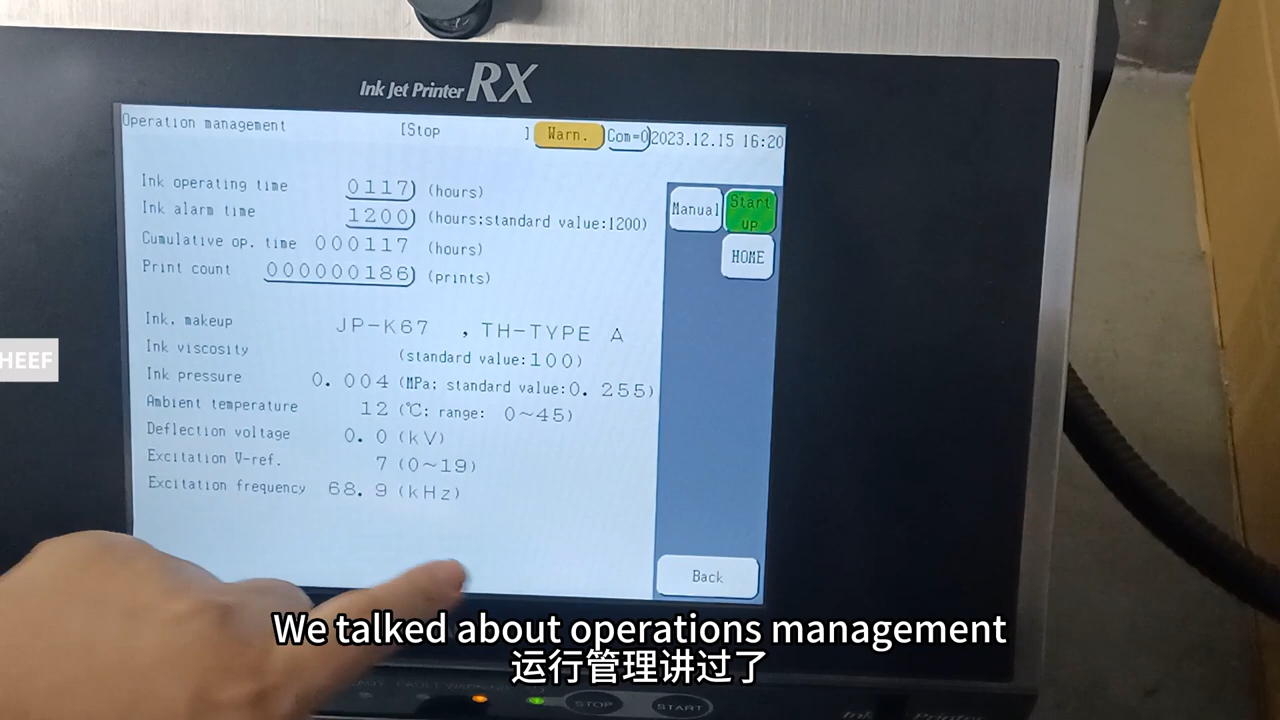 Ink Jet Printer RX
Operation management [Stop ] Warn. Com=0 2023.12.15 16:20
Ink operating time 0117 (hours)
Ink alarm time 1200 (hours:standard value:1200)
Cumulative op. time 000117 (hours)
Print count 000000186 (prints)
Manual
Start up
HOME
Ink. makeup JP-K67 , TH-TYPE A
Ink viscosity (standard value:100)
Ink pressure 0.004 (MPa; standard value:0.255)
Ambient temperature 12 (℃; range: 0~45)
Deflection voltage 0.0 (kV)
Excitation V-ref. 7 (0~19)
Excitation frequency 68.9 (kHz)
Back
HEEF
We talked about operations management
运行管理讲过了
STOP START